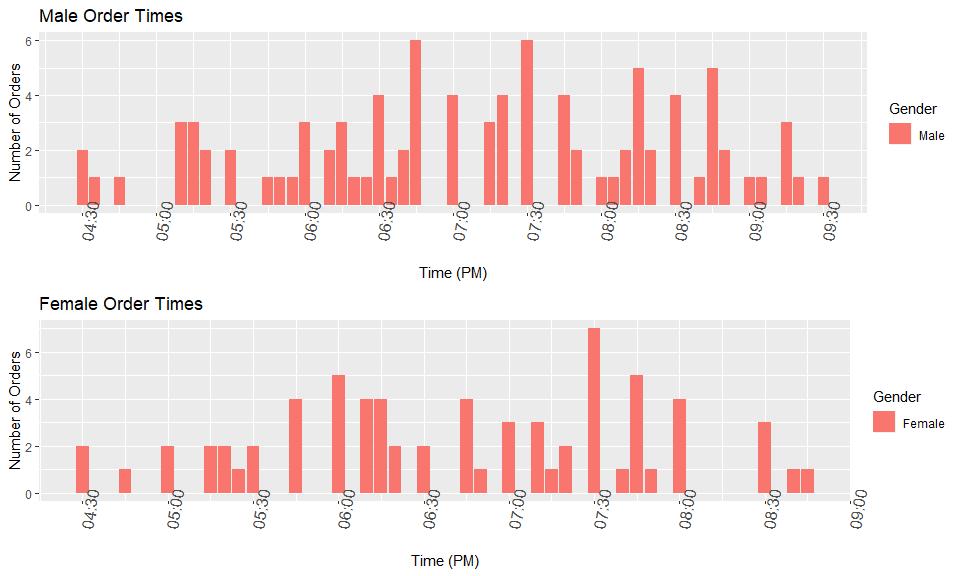 Male Order Times
Number of Orders
6
4
2
0
04:30 05:00 05:30 06:00 06:30 07:00 07:30 08:00 08:30 09:00 09:30
Time (PM)
Gender
Male
Female Order Times
Number of Orders
6
4
2
0
04:30 05:00 05:30 06:00 06:30 07:00 07:30 08:00 08:30 09:00
Time (PM)
Gender
Female